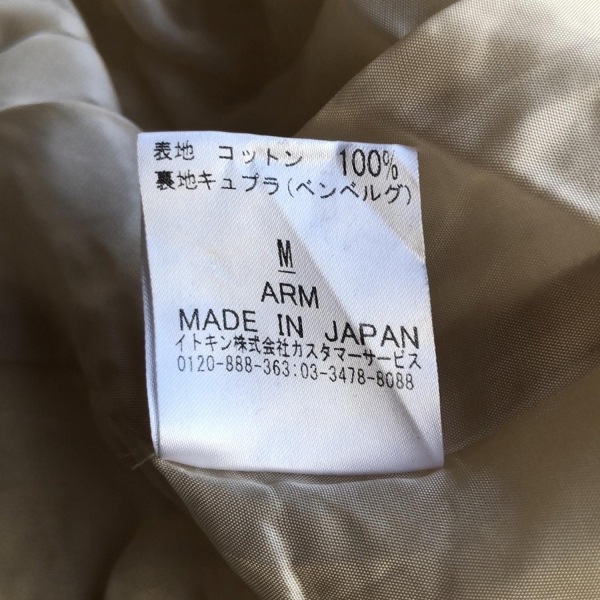 表地 コットン 100%
裏地キュプラ(ベンベルグ)
M
ARM
MADE IN JAPAN
イトキン株式会社カスタマーサービス
0120-888-363:03-3478-8088